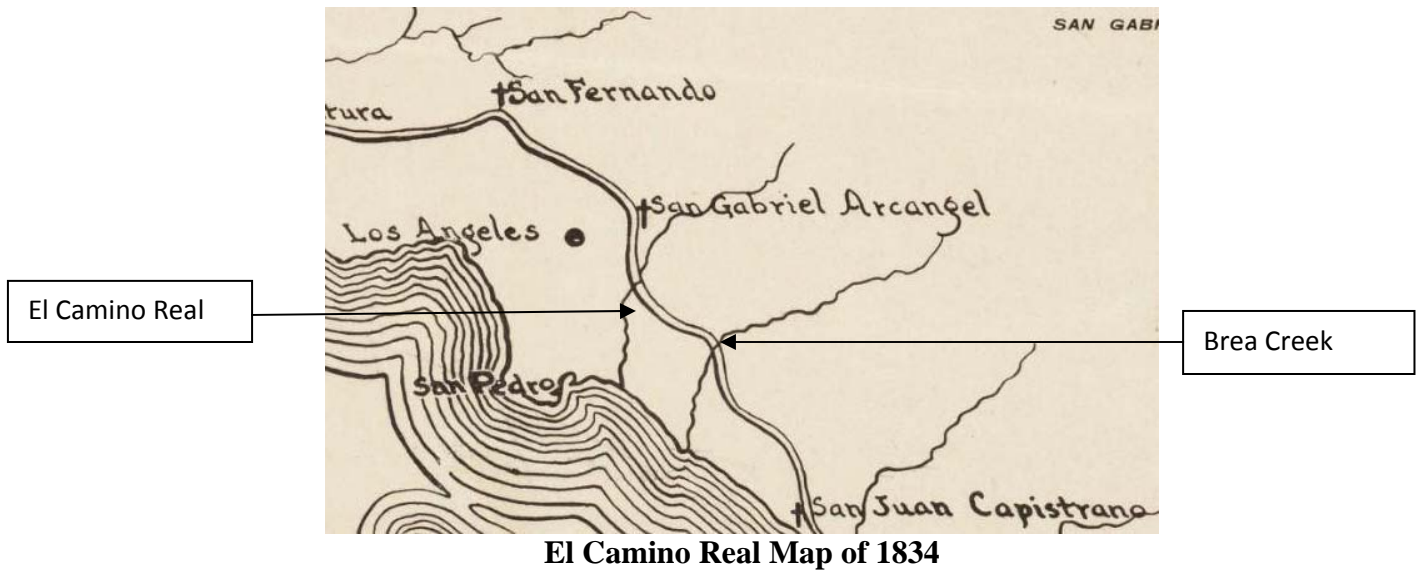 SAN GABR
San Fernando
tura
San Gabriel Arcangel
Los Angeles
El Camino Real
Brea Creek
San Pedro
San Juan Capistrano
El Camino Real Map of 1834